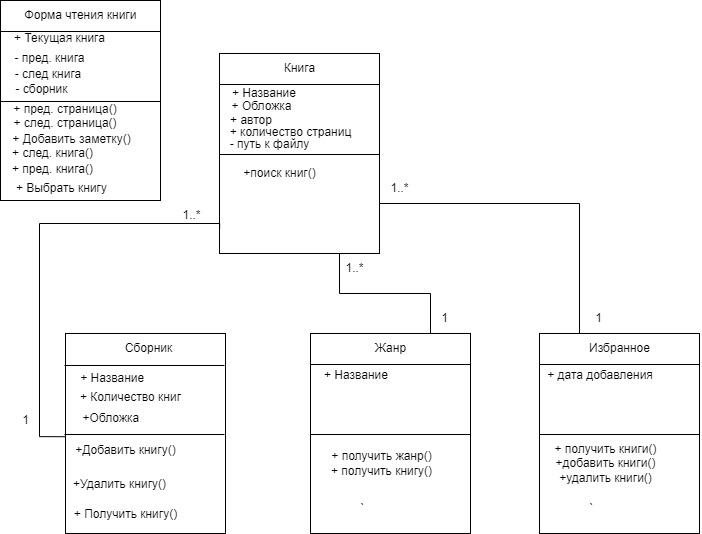 Форма чтения книги
+ Текущая книга
- пред. книга
- след книга
- сборник
+ пред. страница()
+ след. страница()
+ Добавить заметку()
+ след. книга()
+ пред. книга()
+ Выбрать книгу
Книга
+ Название
+ Обложка
+ автор
+ количество страниц
- путь к файлу
+поиск книг()
1..*
1..*
1..*
1
1
1
Сборник
+ Название
+ Количество книг
+Обложка
+Добавить книгу()
+Удалить книгу()
+ Получить книгу()
Жанр
+ Название
+ получить жанр()
+ получить книгу()
`
Избранное
+ дата добавления
+ получить книги()
+добавить книги()
+удалить книги()
`